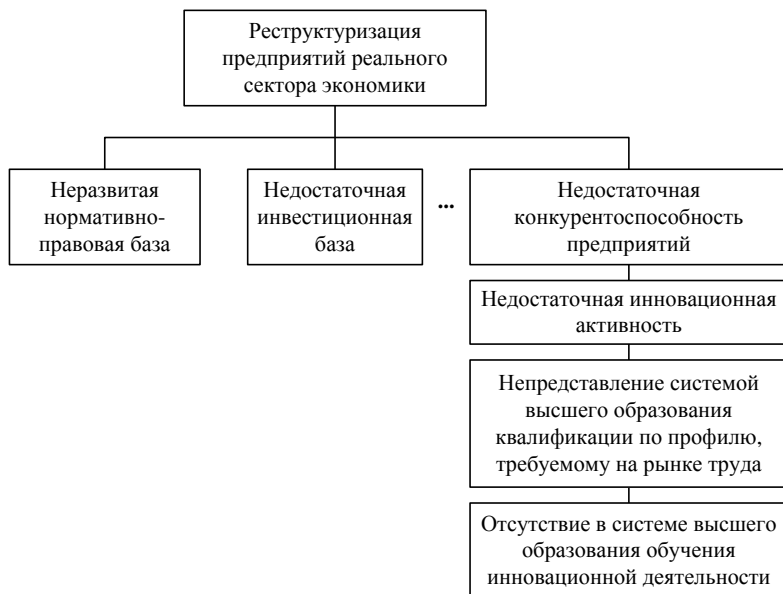 Реструктуризация
предприятий реального
сектора экономики
Неразвитая
нормативно-
правовая база
Недостаточная
инвестиционная
база
...
Недостаточная
конкурентоспособность
предприятий
Недостаточная инновационная
активность
Непредставление системой
высшего образования
квалификации по профилю,
требуемому на рынке труда
Отсутствие в системе высшего
образования обучения
инновационной деятельности